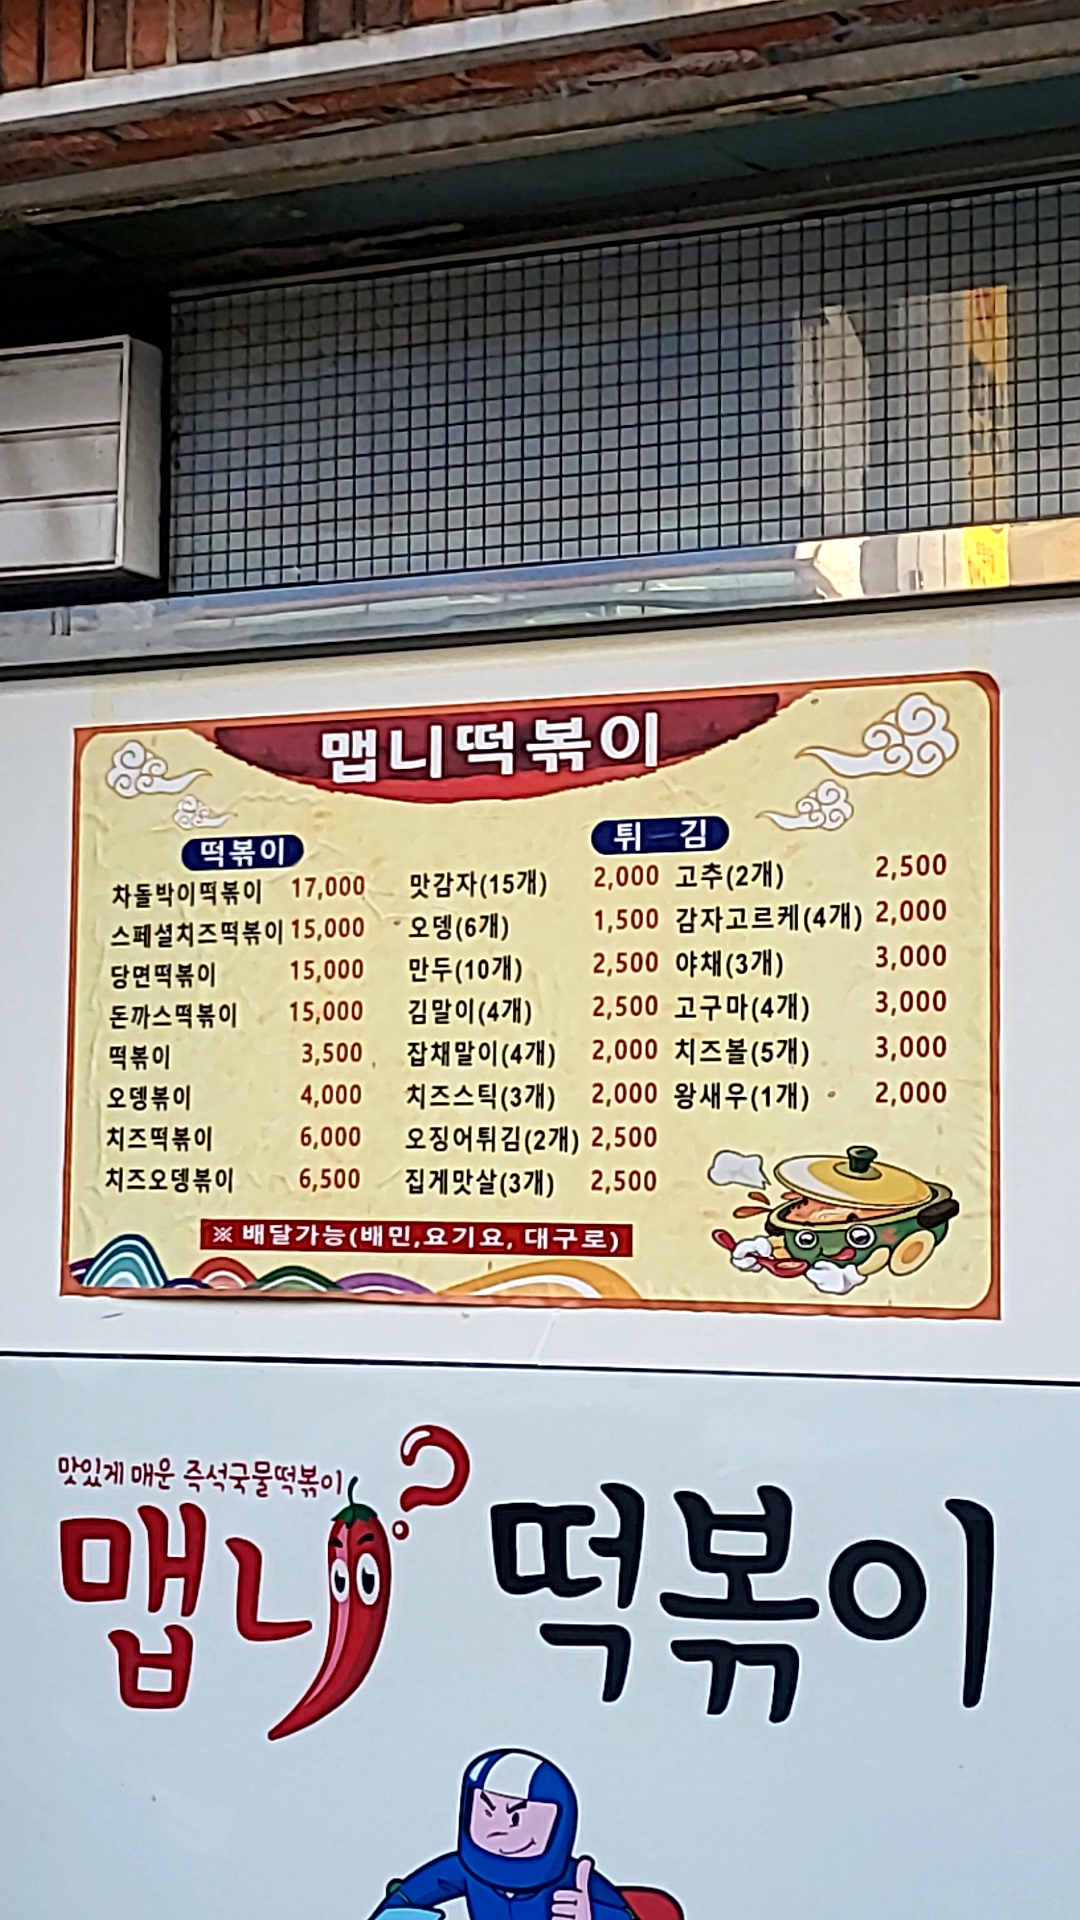 맵니떡볶이
떡볶이
차돌박이떡볶이 17,000
스페셜치즈떡볶이 15,000
당면떡볶이 15,000
돈까스떡볶이 15,000
떡볶이 3,500
오뎅볶이 4,000
치즈떡볶이 6,000
치즈오뎅볶이 6,500
튀 김
맛감자(15개) 2,000
오뎅(6개) 1,500
만두(10개) 2,500
김말이(4개) 2,500
잡채말이(4개) 2,000
치즈스틱(3개) 2,000
오징어튀김(2개) 2,500
집게맛살(3개) 2,500
고추(2개) 2,500
감자고르케(4개) 2,000
야채(3개) 3,000
고구마(4개) 3,000
치즈볼(5개) 3,000
왕새우(1개) 2,000
※ 배달가능(배민,요기요, 대구로)
맛있게 매운 즉석국물떡볶이
맵니? 떡볶이